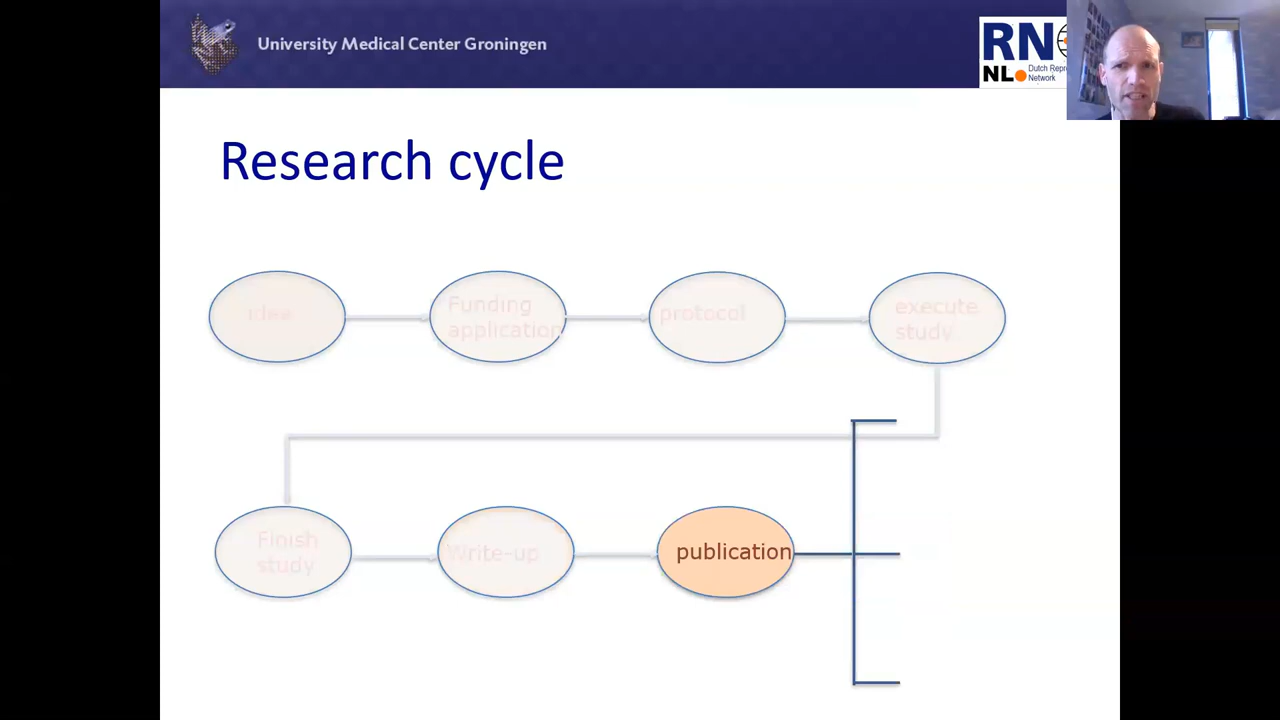 University Medical Center Groningen
RN
NL
Dutch
Network
Research cycle
idea
Funding
application
protocol
execute
study
Finish
study
Write-up
publication